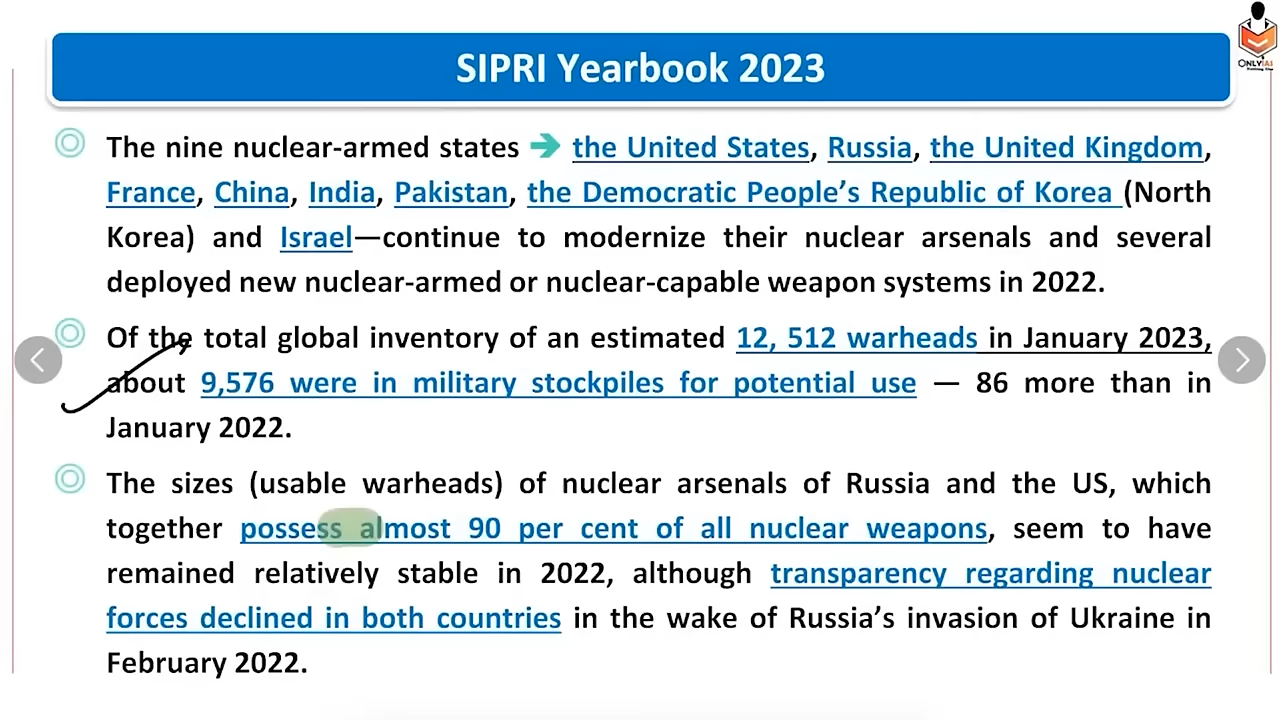 SIPRI Yearbook 2023
ONLYIAS
The nine nuclear-armed states → the United States, Russia, the United Kingdom,
France, China, India, Pakistan, the Democratic People’s Republic of Korea (North
Korea) and Israel—continue to modernize their nuclear arsenals and several
deployed new nuclear-armed or nuclear-capable weapon systems in 2022.
Of the total global inventory of an estimated 12, 512 warheads in January 2023,
about 9,576 were in military stockpiles for potential use — 86 more than in
January 2022.
The sizes (usable warheads) of nuclear arsenals of Russia and the US, which
together possess almost 90 per cent of all nuclear weapons, seem to have
remained relatively stable in 2022, although transparency regarding nuclear
forces declined in both countries in the wake of Russia’s invasion of Ukraine in
February 2022.